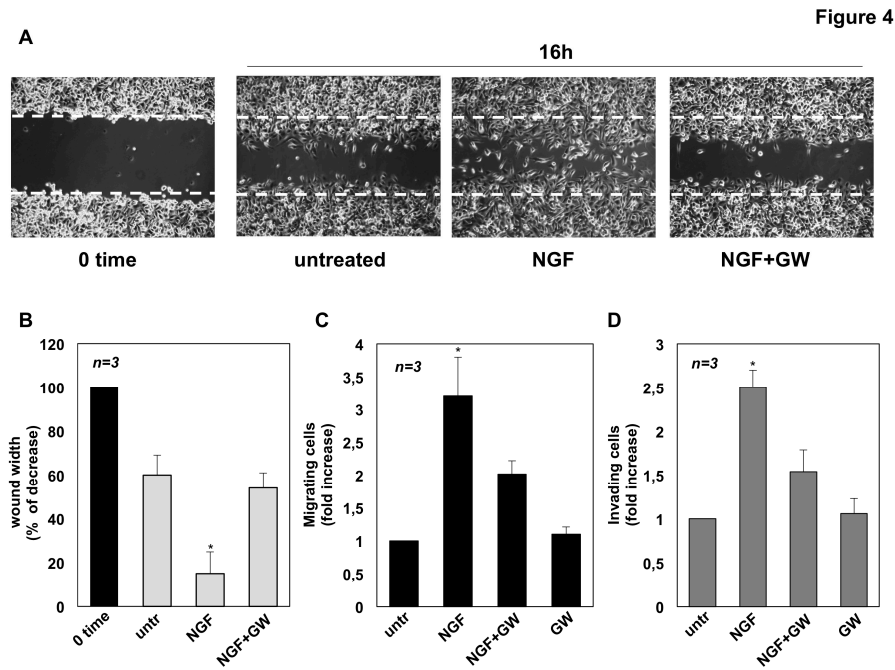 Figure 4
A
16h
0 time
untreated
NGF
NGF+GW
B
wound width
(% of decrease)
120
100
80
60
40
20
0
n=3
*
0 time
untr
NGF
NGF+GW
C
Migrating cells
(fold increase)
4
3,5
3
2,5
2
1,5
1
0,5
0
n=3
*
untr
NGF
NGF+GW
GW
D
Invading cells
(fold increase)
3
2,5
2
1,5
1
0,5
0
n=3
*
untr
NGF
NGF+GW
GW